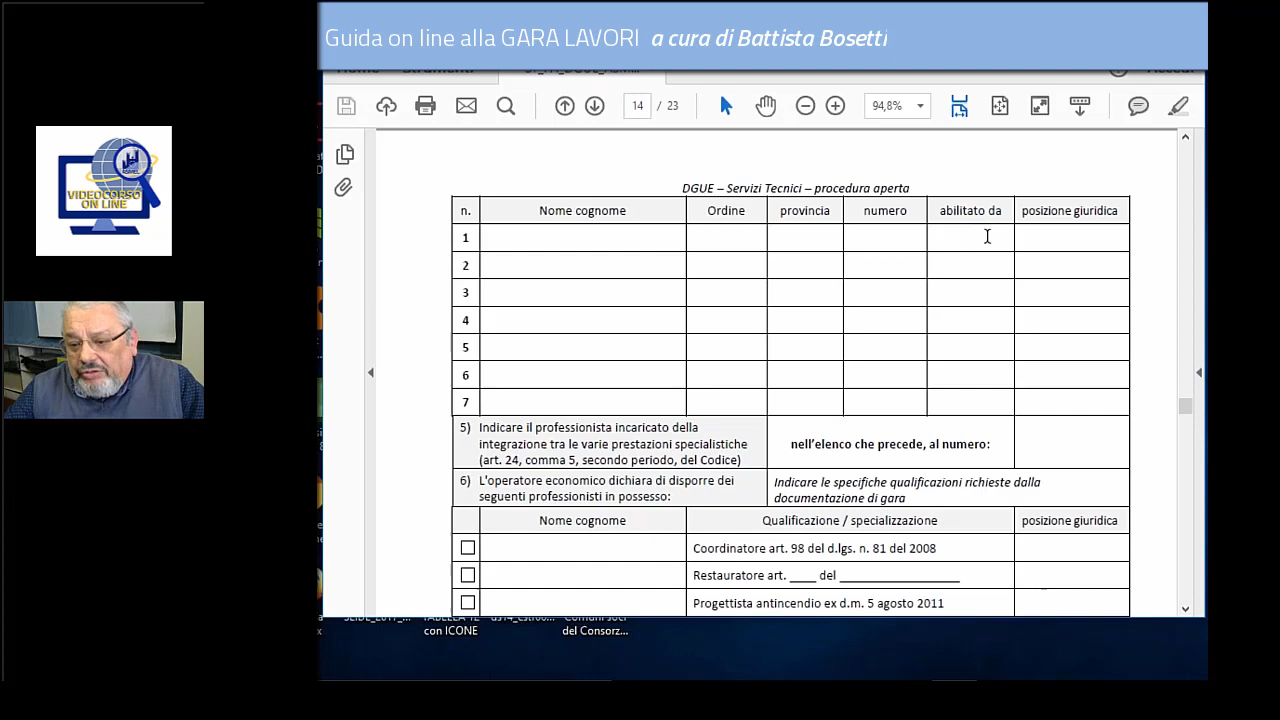 Guida on line alla GARA LAVORI a cura di Battista Bosetti
14 / 23
94,8%
VIDEOCORSO
ON LINE
DGUE – Servizi Tecnici – procedura aperta
n. Nome cognome Ordine provincia numero abilitato da posizione giuridica
1
2
3
4
5
6
7
5) Indicare il professionista incaricato della
integrazione tra le varie prestazioni specialistiche
(art. 24, comma 5, secondo periodo, del Codice)
nell’elenco che precede, al numero:
6) L'operatore economico dichiara di disporre dei
seguenti professionisti in possesso:
Indicare le specifiche qualificazioni richieste dalla
documentazione di gara
Nome cognome Qualificazione / specializzazione posizione giuridica
Coordinatore art. 98 del d.lgs. n. 81 del 2008
Restauratore art. ____ del ____________________
Progettista antincendio ex d.m. 5 agosto 2011
con ICONE
del Consorz...